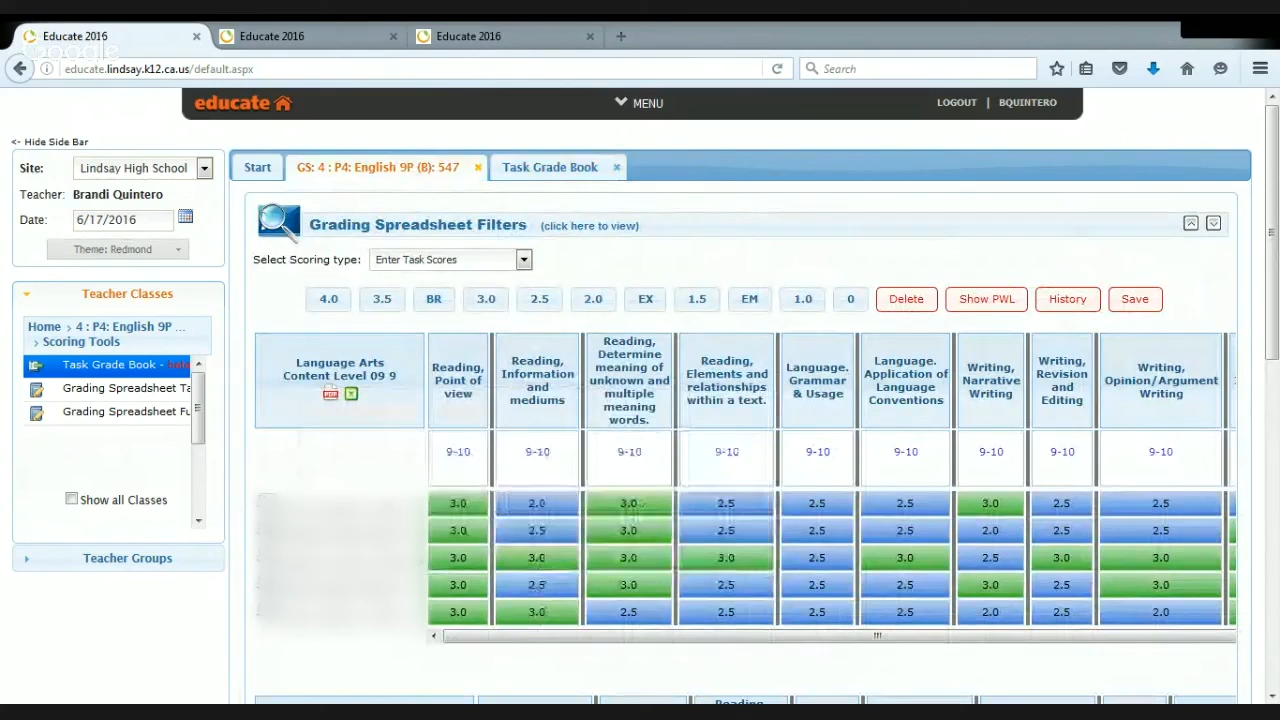 Educate 2016
Educate 2016
Educate 2016
Google
educate.lindsay.k12.ca.us/default.aspx
Search
educate
MENU
LOGOUT | BQUINTERO
<- Hide Side Bar
Site: Lindsay High School
Teacher: Brandi Quintero
Date: 6/17/2016
Theme: Redmond
Teacher Classes
Home > 4 : P4: English 9P ...
> Scoring Tools
Task Grade Book -
Grading Spreadsheet Ta
Grading Spreadsheet Fu
Show all Classes
Teacher Groups
Start
GS: 4 : P4: English 9P (B): 547
Task Grade Book
Grading Spreadsheet Filters (click here to view)
Select Scoring type: Enter Task Scores
4.0 3.5 BR 3.0 2.5 2.0 EX 1.5 EM 1.0 0 Delete Show PWL History Save
Language Arts
Content Level 09 9
PDF
Reading,
Point of
view
Reading,
Information
and
mediums
Reading,
Determine
meaning of
unknown and
multiple
meaning
words.
Reading,
Elements and
relationships
within a text.
Language.
Grammar
& Usage
Language.
Application of
Language
Conventions
Writing,
Narrative
Writing
Writing,
Revision
and
Editing
Writing,
Opinion/Argument
Writing
9-10 9-10 9-10 9-10 9-10 9-10 9-10 9-10 9-10
3.0 2.0 3.0 2.5 2.5 2.5 3.0 2.5 2.5
3.0 2.5 3.0 2.5 2.5 2.5 2.0 2.5 2.5
3.0 3.0 3.0 3.0 2.5 3.0 2.5 3.0 3.0
3.0 2.5 3.0 2.5 2.5 2.5 3.0 2.5 3.0
3.0 3.0 2.5 2.5 2.5 2.5 2.0 2.5 2.0
Reading